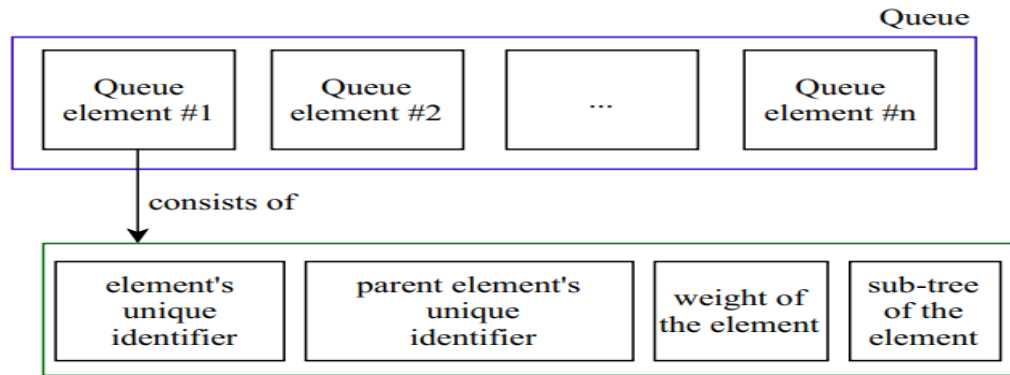 Queue
Queue
element #1
Queue
element #2
...
Queue
element #n
consists of
element's
unique
identifier
parent element's
unique
identifier
weight of
the element
sub-tree
of the
element